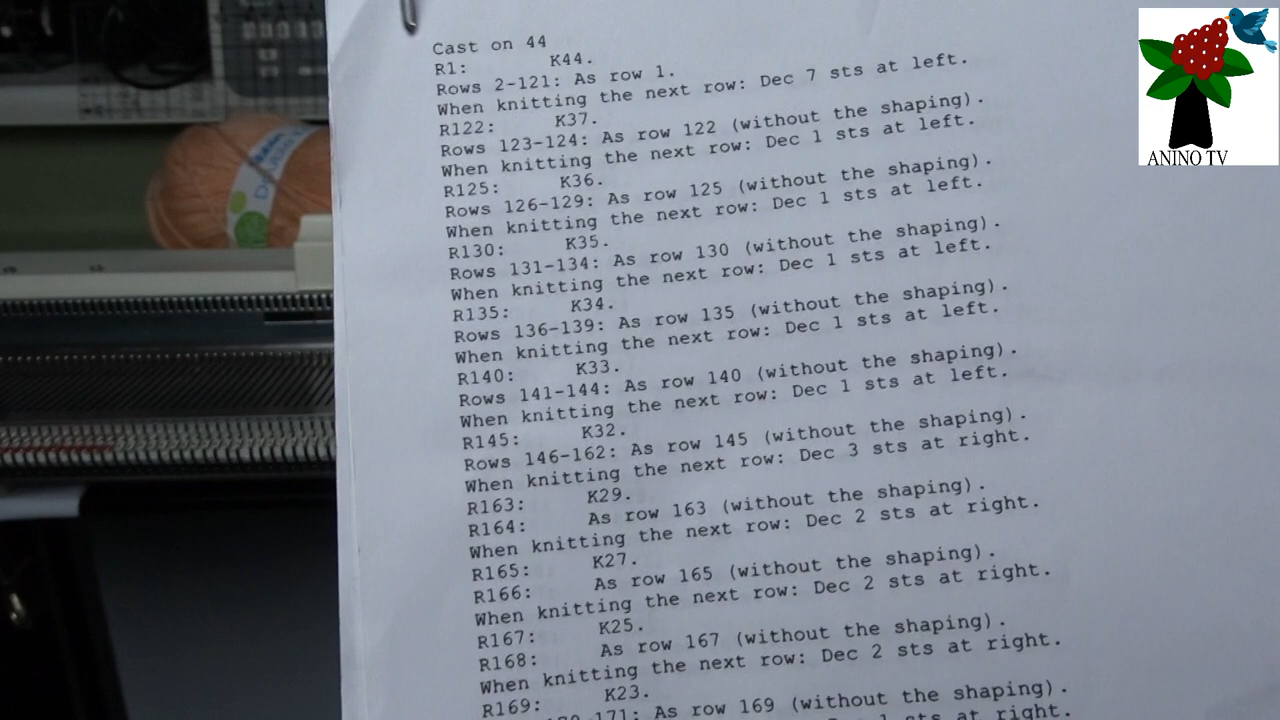 Cast on 44
R1: K44.
Rows 2-121: As row 1.
When knitting the next row: Dec 7 sts at left.
R122: K37.
Rows 123-124: As row 122 (without the shaping).
When knitting the next row: Dec 1 sts at left.
R125: K36.
Rows 126-129: As row 125 (without the shaping).
When knitting the next row: Dec 1 sts at left.
R130: K35.
Rows 131-134: As row 130 (without the shaping).
When knitting the next row: Dec 1 sts at left.
R135: K34.
Rows 136-139: As row 135 (without the shaping).
When knitting the next row: Dec 1 sts at left.
R140: K33.
Rows 141-144: As row 140 (without the shaping).
When knitting the next row: Dec 1 sts at left.
R145: K32.
Rows 146-162: As row 145 (without the shaping).
When knitting the next row: Dec 3 sts at right.
R163: K29.
R164: As row 163 (without the shaping).
When knitting the next row: Dec 2 sts at right.
R165: K27.
R166: As row 165 (without the shaping).
When knitting the next row: Dec 2 sts at right.
R167: K25.
R168: As row 167 (without the shaping).
When knitting the next row: Dec 2 sts at right.
R169: K23.
171: As row 169 (without the shaping).
Dec 1 sts at right.
ANINO TV